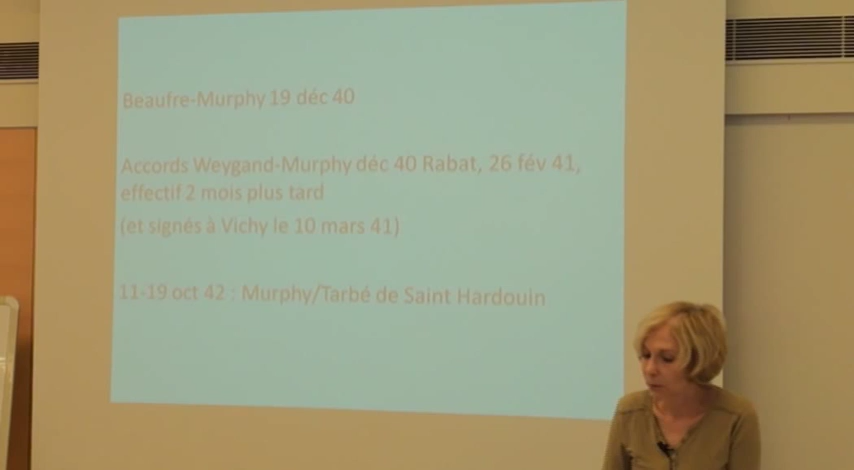 Beaufre-Murphy 19 déc 40
Accords Weygand-Murphy déc 40 Rabat, 26 fév 41,
effectif 2 mois plus tard
(et signés à Vichy le 10 mars 41)
11-19 oct 42 : Murphy/Tarbé de Saint Hardouin